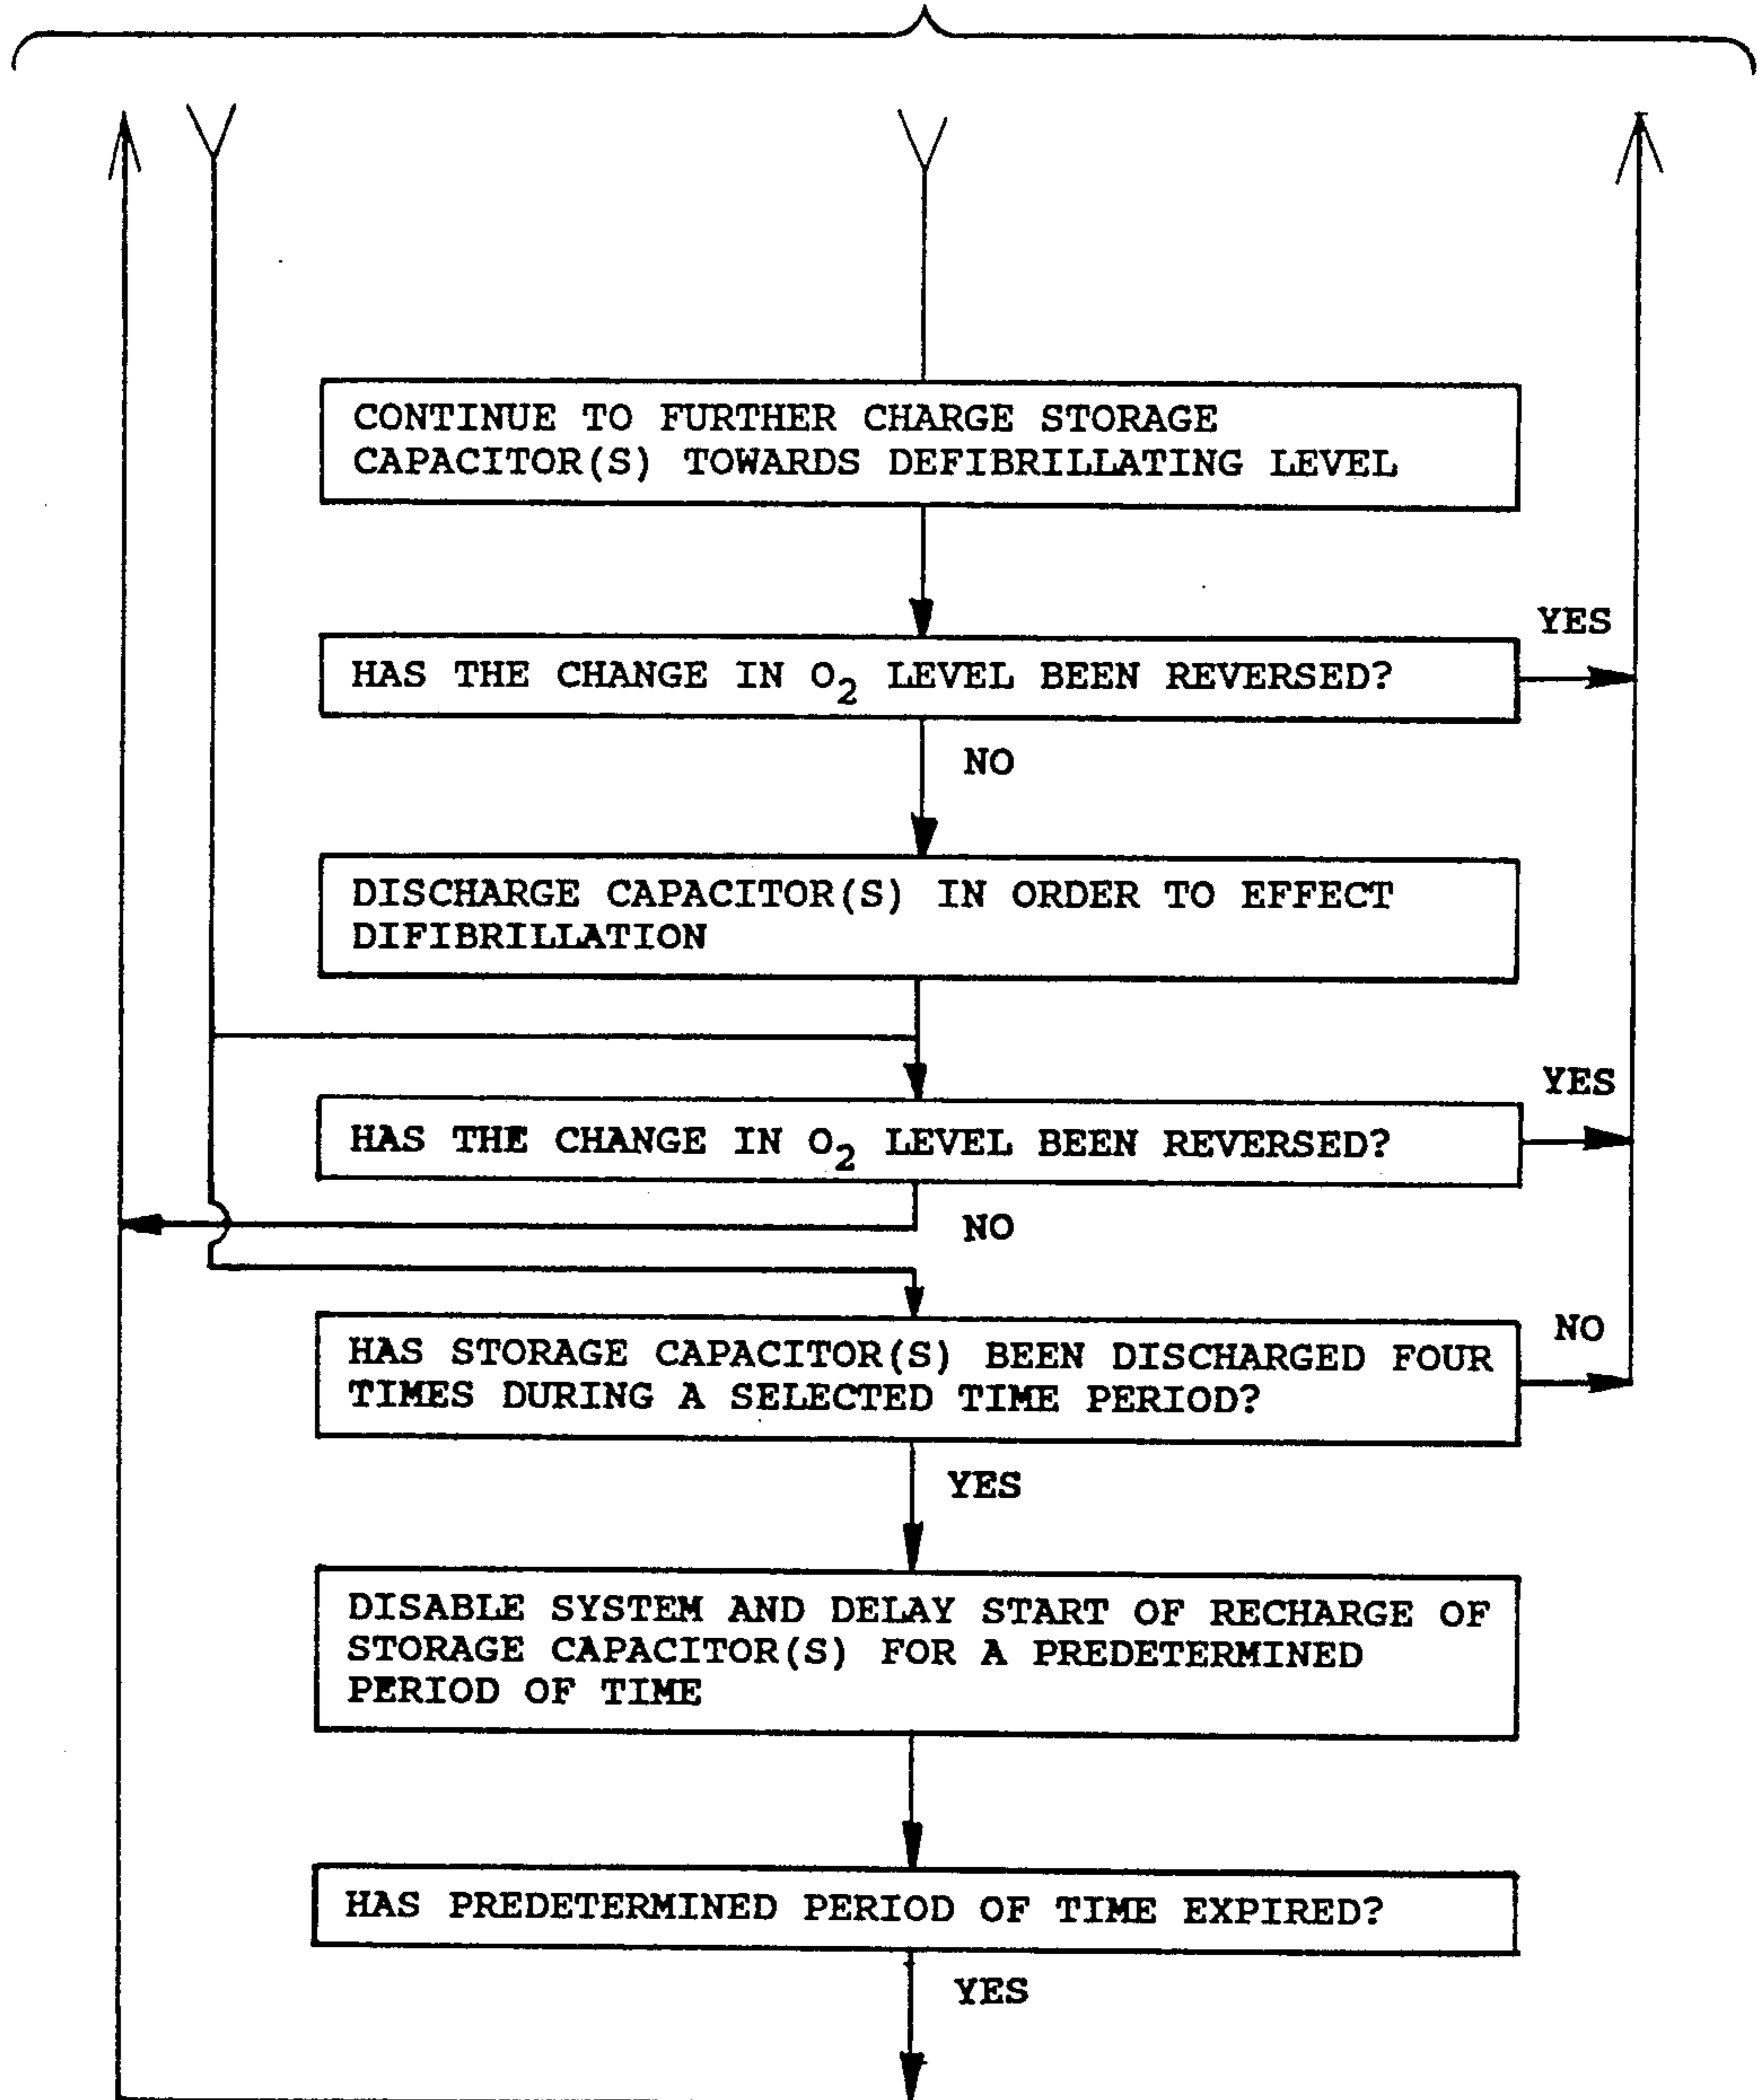 CONTINUE TO FURTHER CHARGE STORAGE
CAPACITOR(S) TOWARDS DEFIBRILLATING LEVEL
YES
HAS THE CHANGE IN O₂ LEVEL BEEN REVERSED?
NO
DISCHARGE CAPACITOR(S) IN ORDER TO EFFECT
DIFIBRILLATION
YES
HAS THE CHANGE IN O₂ LEVEL BEEN REVERSED?
NO
NO
HAS STORAGE CAPACITOR(S) BEEN DISCHARGED FOUR
TIMES DURING A SELECTED TIME PERIOD?
YES
DISABLE SYSTEM AND DELAY START OF RECHARGE OF
STORAGE CAPACITOR(S) FOR A PREDETERMINED
PERIOD OF TIME
HAS PREDETERMINED PERIOD OF TIME EXPIRED?
YES